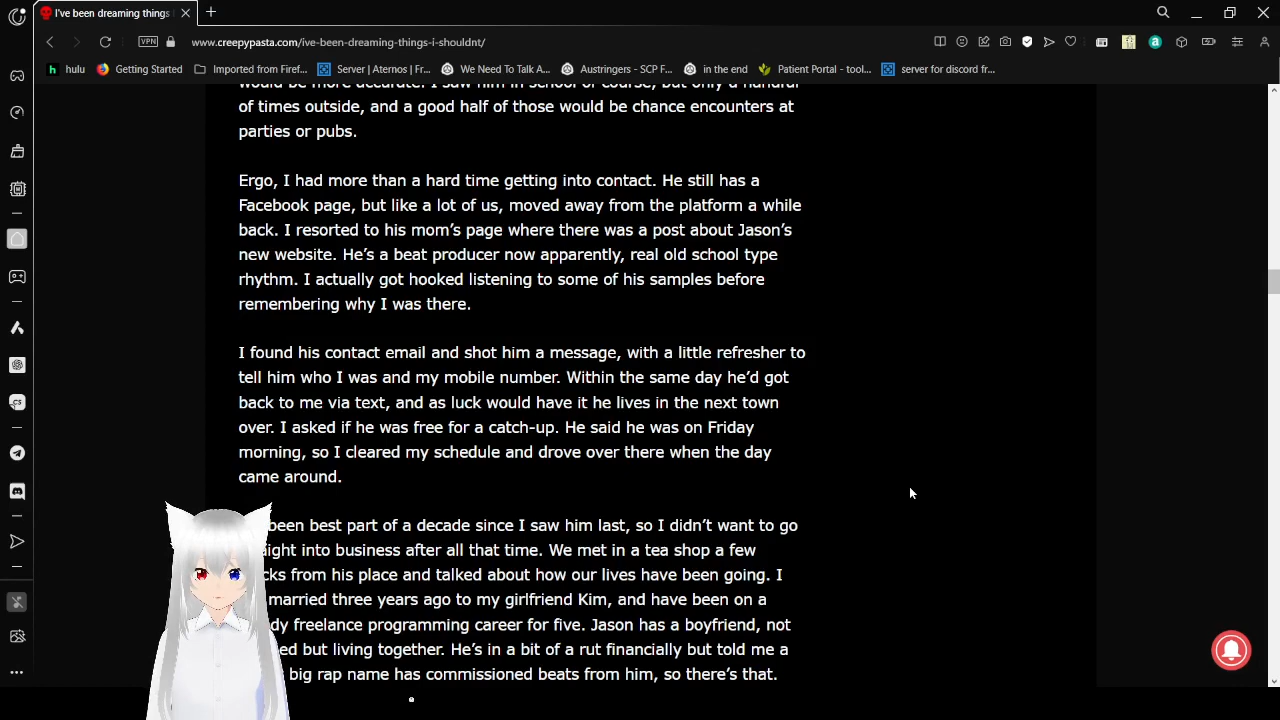 I've been dreaming things I
VPN
www.creepypasta.com/ive-been-dreaming-things-i-shouldnt/
hulu
Getting Started
Imported from Firef...
Server | Aternos | Fr...
We Need To Talk A...
Austringers - SCP F...
in the end
Patient Portal - tool...
server for discord fr...
would be more accurate. I saw him in school of course, but only a handful
of times outside, and a good half of those would be chance encounters at
parties or pubs.
Ergo, I had more than a hard time getting into contact. He still has a
Facebook page, but like a lot of us, moved away from the platform a while
back. I resorted to his mom's page where there was a post about Jason's
new website. He's a beat producer now apparently, real old school type
rhythm. I actually got hooked listening to some of his samples before
remembering why I was there.
I found his contact email and shot him a message, with a little refresher to
tell him who I was and my mobile number. Within the same day he'd got
back to me via text, and as luck would have it he lives in the next town
over. I asked if he was free for a catch-up. He said he was on Friday
morning, so I cleared my schedule and drove over there when the day
came around.
been best part of a decade since I saw him last, so I didn't want to go
ight into business after all that time. We met in a tea shop a few
cks from his place and talked about how our lives have been going. I
married three years ago to my girlfriend Kim, and have been on a
dy freelance programming career for five. Jason has a boyfriend, not
ed but living together. He's in a bit of a rut financially but told me a
big rap name has commissioned beats from him, so there's that.